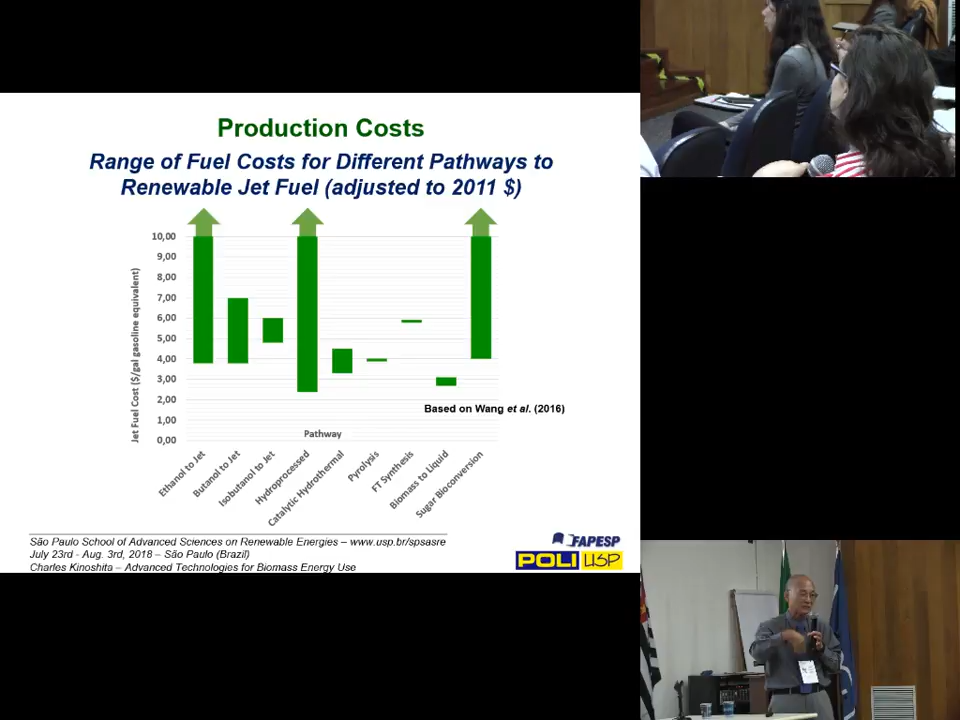 Production Costs
Range of Fuel Costs for Different Pathways to
Renewable Jet Fuel (adjusted to 2011 $)
10,00
9,00
8,00
7,00
6,00
5,00
4,00
3,00
2,00
1,00
0,00
Jet Fuel Cost ($/gal gasoline equivalent)
Based on Wang et al. (2016)
Pathway
Ethanol to Jet
Butanol to Jet
Isobutanol to Jet
Hydroprocessed
Catalytic Hydrothermal
Pyrolysis
FT Synthesis
Biomass to Liquid
Sugar Bioconversion
São Paulo School of Advanced Sciences on Renewable Energies – www.usp.br/spsasre
July 23rd - Aug. 3rd, 2018 – São Paulo (Brazil)
Charles Kinoshita – Advanced Technologies for Biomass Energy Use
FAPESP
POLI USP